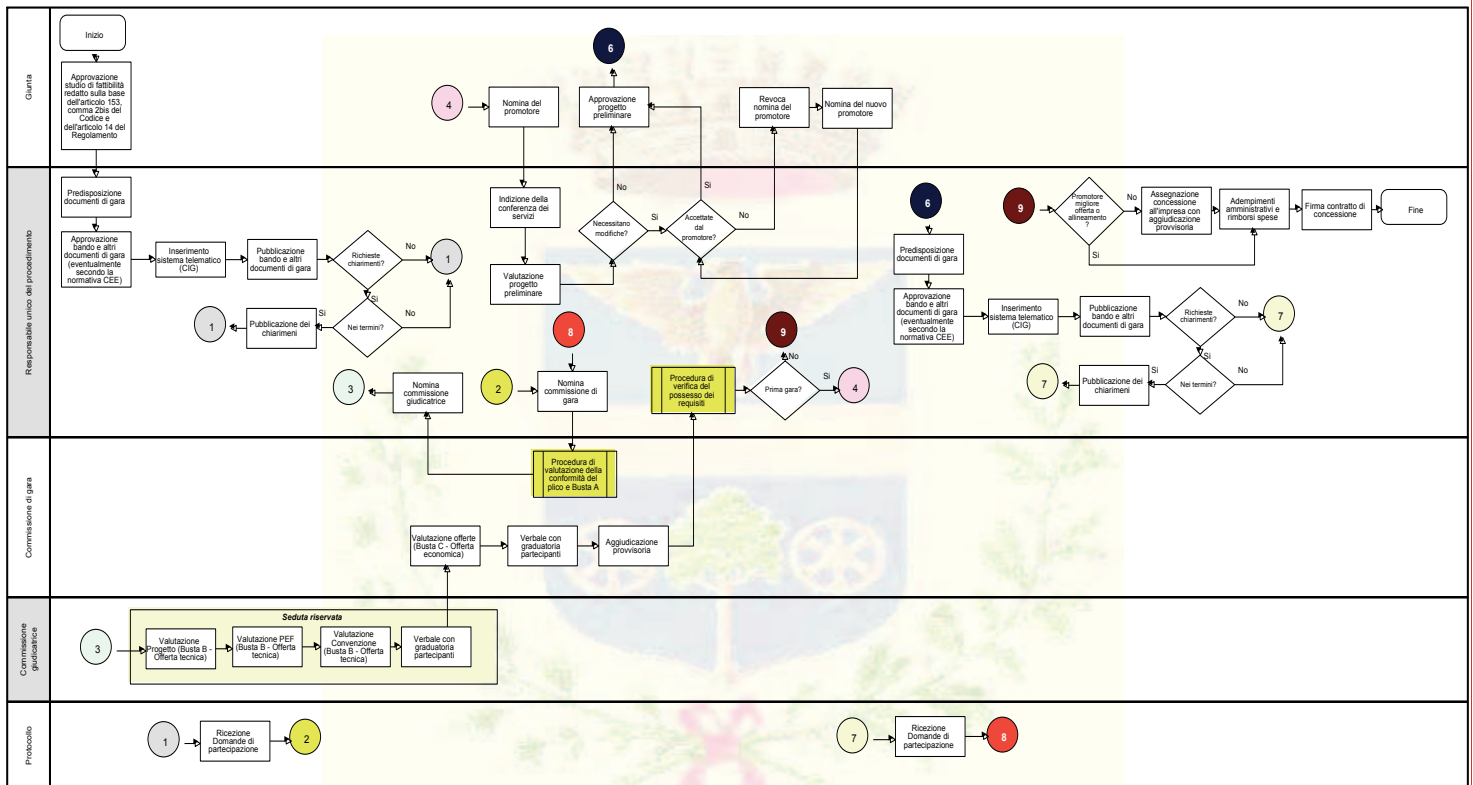 Giunta
Inizio
Approvazione
studio di fattibilità
redatto sulla base
dell'articolo 153,
comma 2bis del
Codice e
dell'articolo 14 del
Regolamento
4
Nomina del
promotore
6
Approvazione
progetto
preliminare
Revoca
nomina del
promotore
Nomina del nuovo
promotore
Responsabile unico del procedimento
Predisposizione
documenti di gara
Approvazione
bando e altri
documenti di gara
(eventualmente
secondo la
normativa CEE)
Inserimento
sistema telematico
(CIG)
Pubblicazione
bando e altri
documenti di gara
Richieste
chiarimenti?
No
1
Si
Nei termini?
No
Si
Pubblicazione dei
chiarimeni
1
Indizione della
conferenza dei
servizi
Valutazione
progetto
preliminare
Necessitano
modifiche?
No
Si
Accettate
dal
promotore?
Si
No
6
Predisposizione
documenti di gara
Approvazione
bando e altri
documenti di gara
(eventualmente
secondo la
normativa CEE)
Inserimento
sistema telematico
(CIG)
Pubblicazione
bando e altri
documenti di gara
Richieste
chiarimenti?
No
7
Si
Nei termini?
No
Si
Pubblicazione dei
chiarimeni
7
9
Promotore
migliore
offerta o
allineamento
?
No
Si
Assegnazione
concessione
all'impresa con
aggiudicazione
provvisoria
Adempimenti
amministrativi e
rimborsi spese
Firma contratto di
concessione
Fine
3
Nomina
commissione
giudicatrice
8
2
Nomina
commissione di
gara
Procedura di
verifica del
possesso dei
requisiti
Prima gara?
No
9
Si
4
Commissione di gara
Procedura di
valutazione della
conformità del
plico e Busta A
Valutazione offerte
(Busta C - Offerta
economica)
Verbale con
graduatoria
partecipanti
Aggiudicazione
provvisoria
Commissione
giudicatrice
Seduta riservata
3
Valutazione
Progetto (Busta B -
Offerta tecnica)
Valutazione PEF
(Busta B - Offerta
tecnica)
Valutazione
Convenzione
(Busta B - Offerta
tecnica)
Verbale con
graduatoria
partecipanti
Protocollo
1
Ricezione
Domande di
partecipazione
2
7
Ricezione
Domande di
partecipazione
8